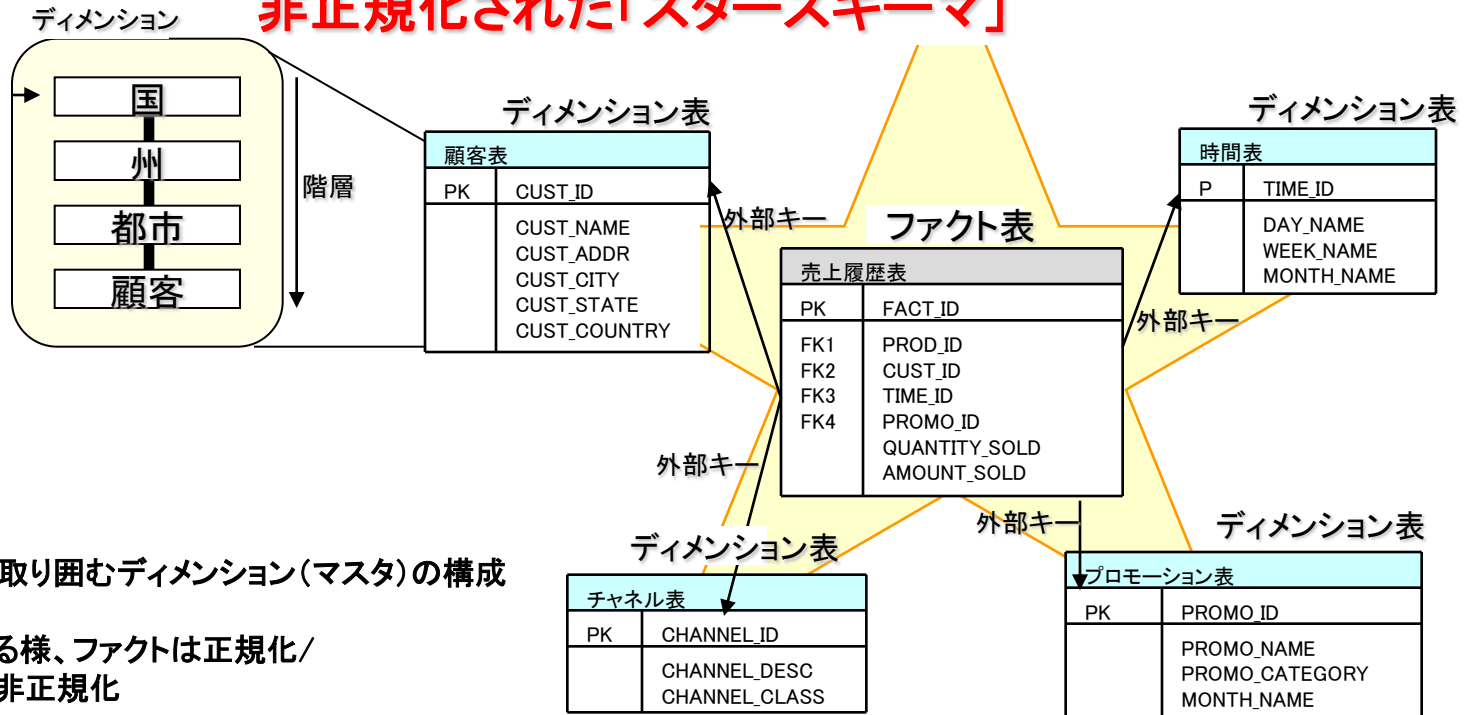 非正規化された「スタースキーマ」
ディメンション
国
州
都市
顧客
階層
ディメンション表
顧客表
PK CUST_ID
CUST_NAME
CUST_ADDR
CUST_CITY
CUST_STATE
CUST_COUNTRY
外部キー
ファクト表
売上履歴表
PK FACT_ID
FK1 PROD_ID
FK2 CUST_ID
FK3 TIME_ID
FK4 PROMO_ID
QUANTITY_SOLD
AMOUNT_SOLD
ディメンション表
時間表
P TIME_ID
DAY_NAME
WEEK_NAME
MONTH_NAME
外部キー
外部キー
外部キー
ディメンション表
チャネル表
PK CHANNEL_ID
CHANNEL_DESC
CHANNEL_CLASS
ディメンション表
プロモーション表
PK PROMO_ID
PROMO_NAME
PROMO_CATEGORY
MONTH_NAME
取り囲むディメンション(マスタ)の構成
る様、ファクトは正規化/
非正規化